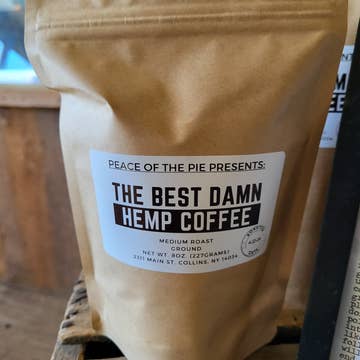 PEACE OF THE PIE PRESENTS:
THE BEST DAMN
HEMP COFFEE
MEDIUM ROAST
GROUND
NET WT. 8OZ. (227GRAMS)
2311 MAIN ST. COLLINS, NY 14034